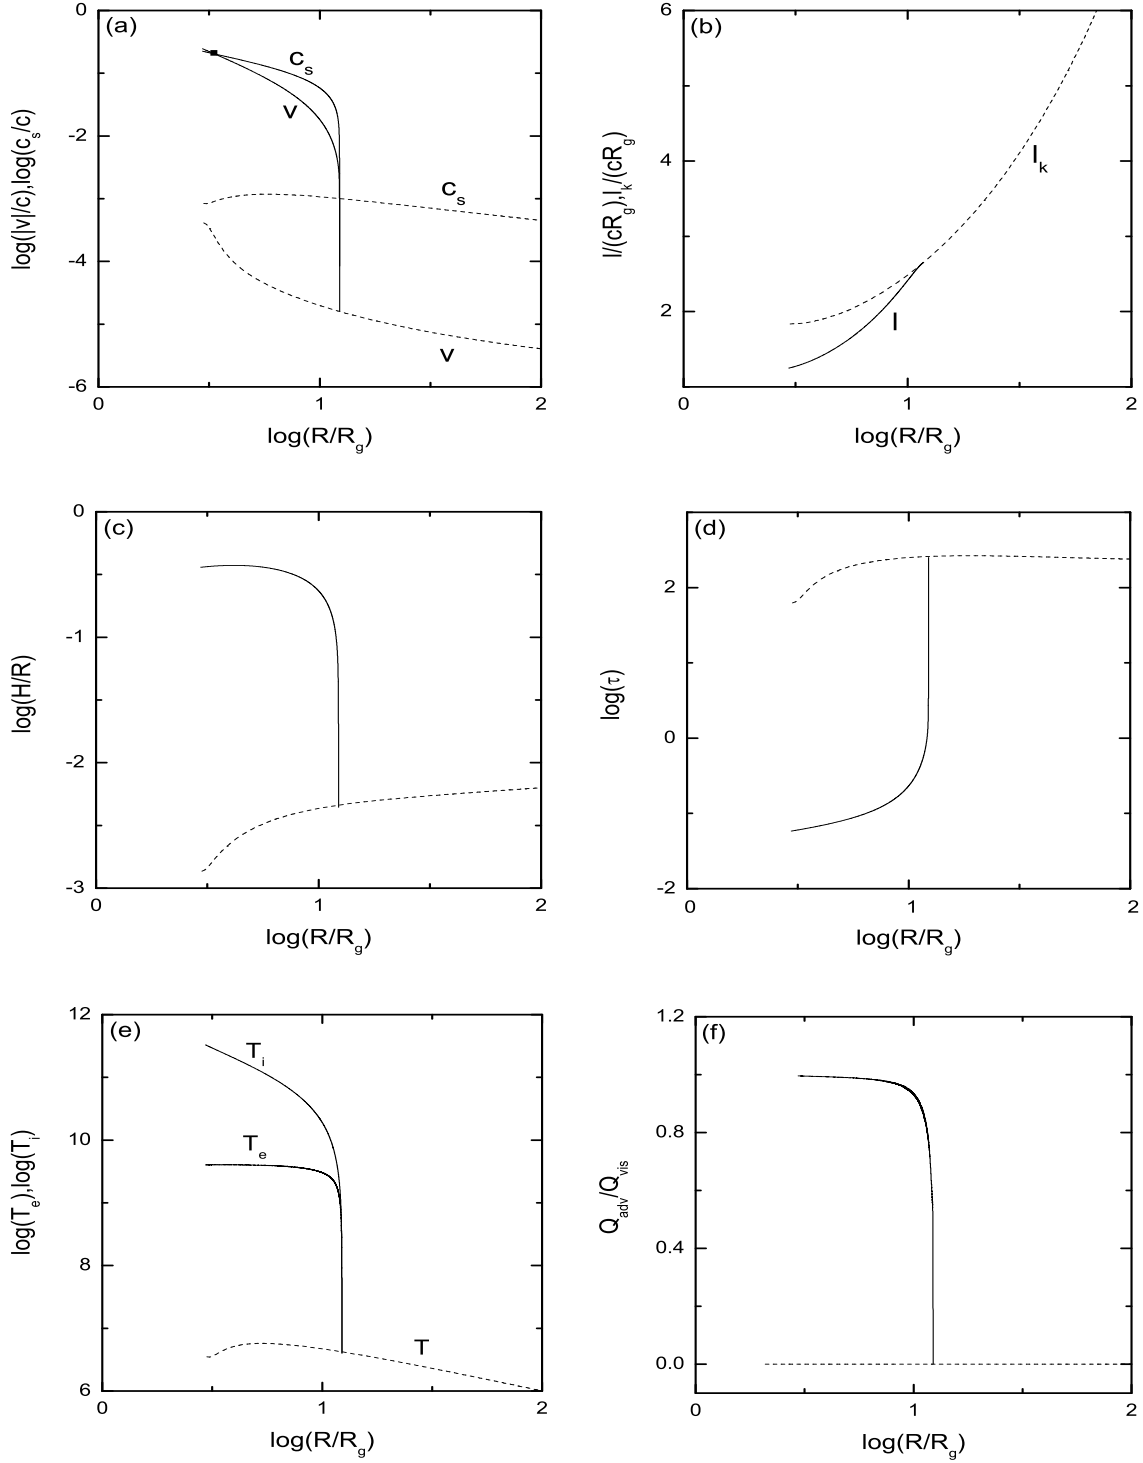 (a)
0
-2
-4
-6
0 1 2
c_s
v
c_s
v
log(|v|/c),log(c_s/c)
log(R/R_g)
(b)
6
4
2
0 1 2
l_k
l
l/(cR_g),l_k/(cR_g)
log(R/R_g)
(c)
0
-1
-2
-3
0 1 2
log(H/R)
log(R/R_g)
(d)
2
0
-2
0 1 2
log(τ)
log(R/R_g)
(e)
12
10
8
6
0 1 2
T_i
T_e
T
log(T_e),log(T_i)
log(R/R_g)
(f)
1.2
0.8
0.4
0.0
0 1 2
Q_adv/Q_vis
log(R/R_g)